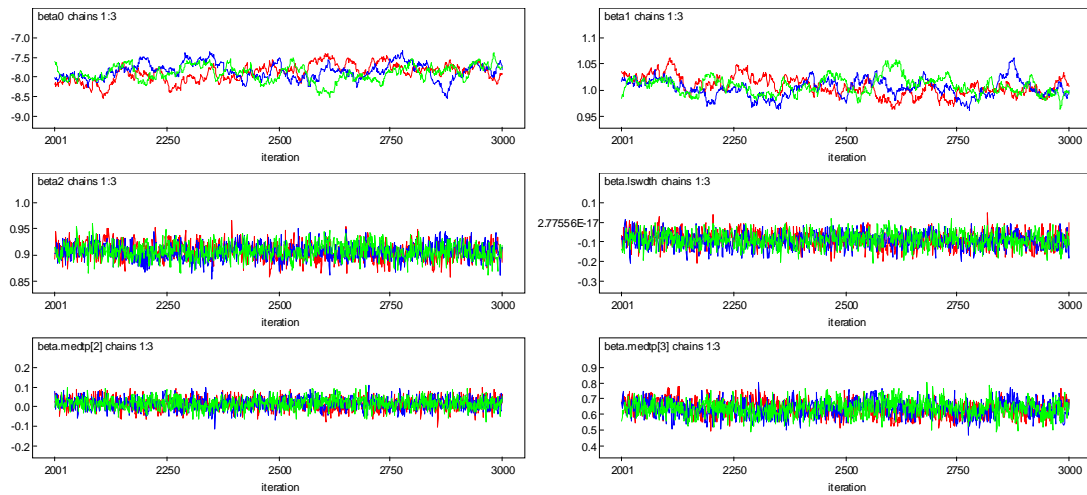 beta0 chains 1:3
-7.0
-7.5
-8.0
-8.5
-9.0
2001 2250 2500 2750 3000
iteration
beta1 chains 1:3
1.15
1.1
1.05
1.0
0.95
2001 2250 2500 2750 3000
iteration
beta2 chains 1:3
1.0
0.95
0.9
0.85
2001 2250 2500 2750 3000
iteration
beta.lswdth chains 1:3
0.1
2.77556E-17
-0.1
-0.2
-0.3
2001 2250 2500 2750 3000
iteration
beta.medtp[2] chains 1:3
0.2
0.1
0.0
-0.1
-0.2
2001 2250 2500 2750 3000
iteration
beta.medtp[3] chains 1:3
0.9
0.8
0.7
0.6
0.5
0.4
2001 2250 2500 2750 3000
iteration